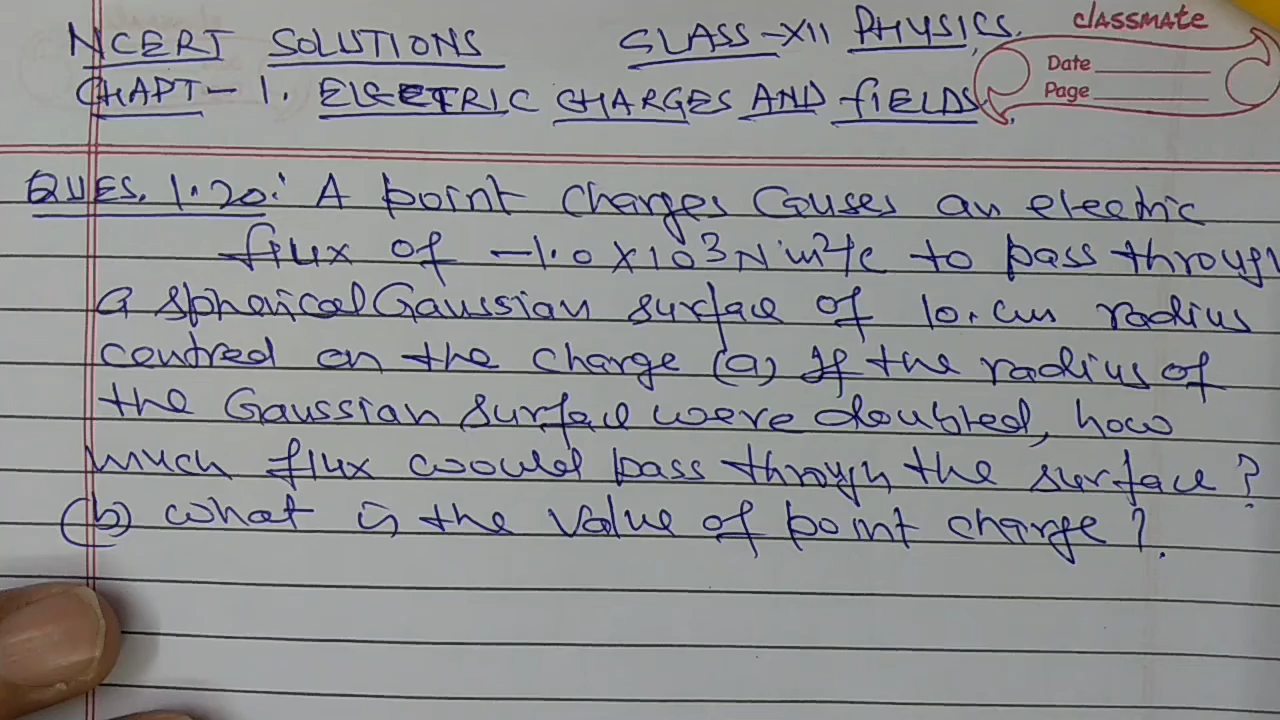 NCERT SOLUTIONS CLASS-XII PHYSICS.
CHAPT-1. ELECTRIC CHARGES AND fIELDS.
classmate
Date
Page
QUES. 1.20: A point charges Causes an electric
flux of -1.0 X 10³ N m²/c to pass through
a spherical Gaussian surface of 10.cm radius
centred on the charge (a) If the radius of
the Gaussian surface were doubled, how
much flux would pass through the surface?
(b) what is the value of point charge?